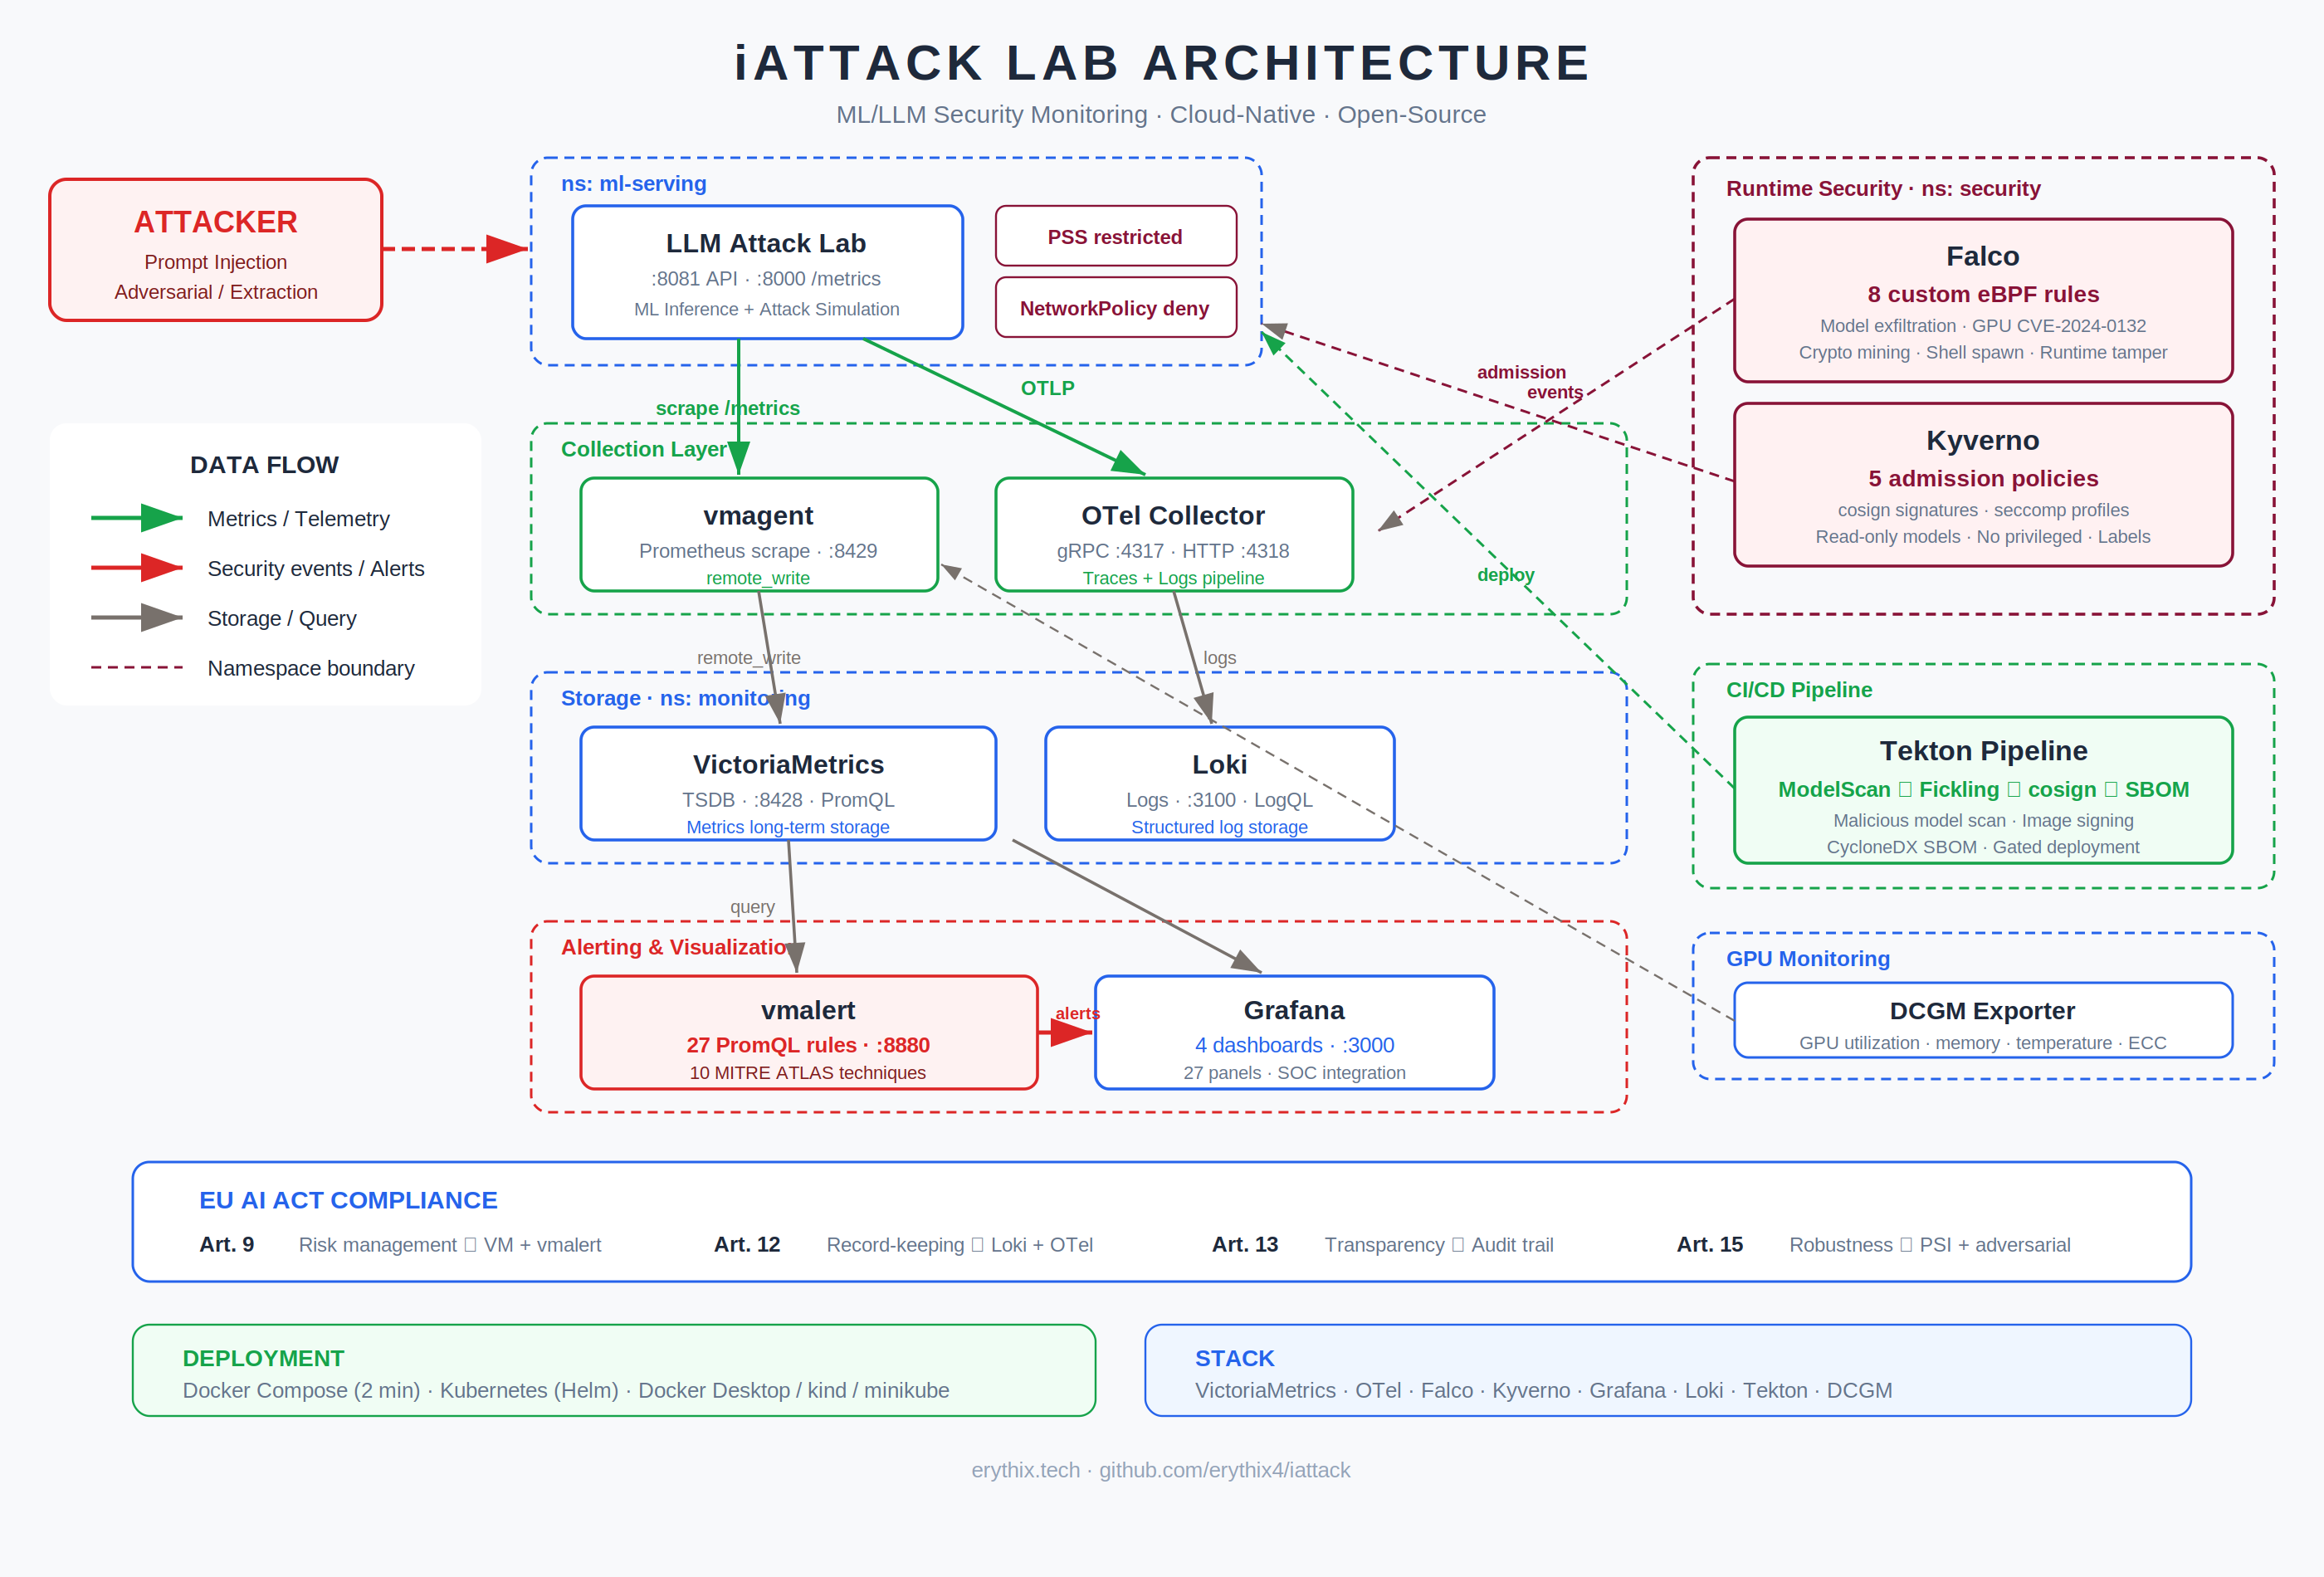 iATTACK LAB ARCHITECTURE
ML/LLM Security Monitoring · Cloud-Native · Open-Source
ATTACKER
Prompt Injection
Adversarial / Extraction
ns: ml-serving
LLM Attack Lab
:8081 API · :8000 /metrics
ML Inference + Attack Simulation
PSS restricted
NetworkPolicy deny
Runtime Security · ns: security
Falco
8 custom eBPF rules
Model exfiltration · GPU CVE-2024-0132
Crypto mining · Shell spawn · Runtime tamper
Kyverno
5 admission policies
cosign signatures · seccomp profiles
Read-only models · No privileged · Labels
admission
events
OTLP
scrape /metrics
DATA FLOW
Metrics / Telemetry
Security events / Alerts
Storage / Query
Namespace boundary
Collection Layer
vmagent
Prometheus scrape · :8429
remote_write
OTel Collector
gRPC :4317 · HTTP :4318
Traces + Logs pipeline
deploy
remote_write
logs
Storage · ns: monitoring
VictoriaMetrics
TSDB · :8428 · PromQL
Metrics long-term storage
Loki
Logs · :3100 · LogQL
Structured log storage
CI/CD Pipeline
Tekton Pipeline
ModelScan □ Fickling □ cosign □ SBOM
Malicious model scan · Image signing
CycloneDX SBOM · Gated deployment
query
Alerting & Visualization
vmalert
27 PromQL rules · :8880
10 MITRE ATLAS techniques
alerts
Grafana
4 dashboards · :3000
27 panels · SOC integration
GPU Monitoring
DCGM Exporter
GPU utilization · memory · temperature · ECC
EU AI ACT COMPLIANCE
Art. 9 Risk management □ VM + vmalert Art. 12 Record-keeping □ Loki + OTel Art. 13 Transparency □ Audit trail Art. 15 Robustness □ PSI + adversarial
DEPLOYMENT
Docker Compose (2 min) · Kubernetes (Helm) · Docker Desktop / kind / minikube
STACK
VictoriaMetrics · OTel · Falco · Kyverno · Grafana · Loki · Tekton · DCGM
erythix.tech · github.com/erythix4/iattack